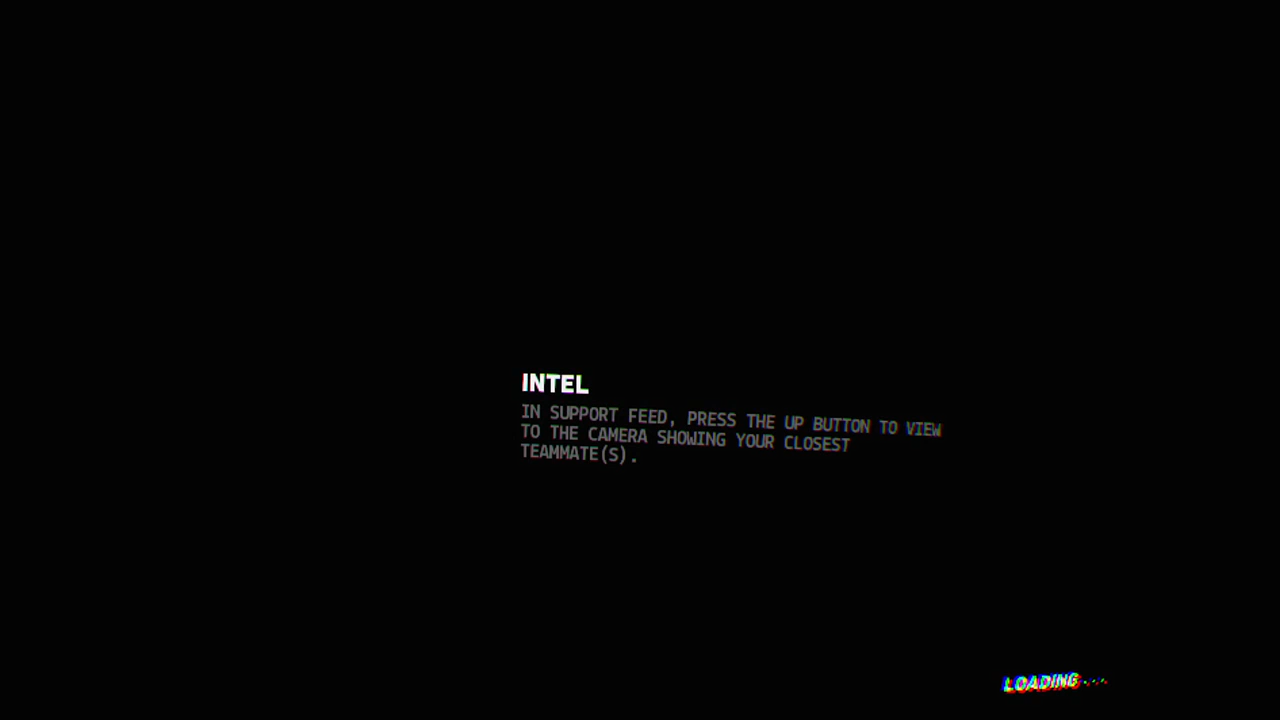 INTEL
IN SUPPORT FEED, PRESS THE UP BUTTON TO VIEW
TO THE CAMERA SHOWING YOUR CLOSEST
TEAMMATE(S).
LOADING....